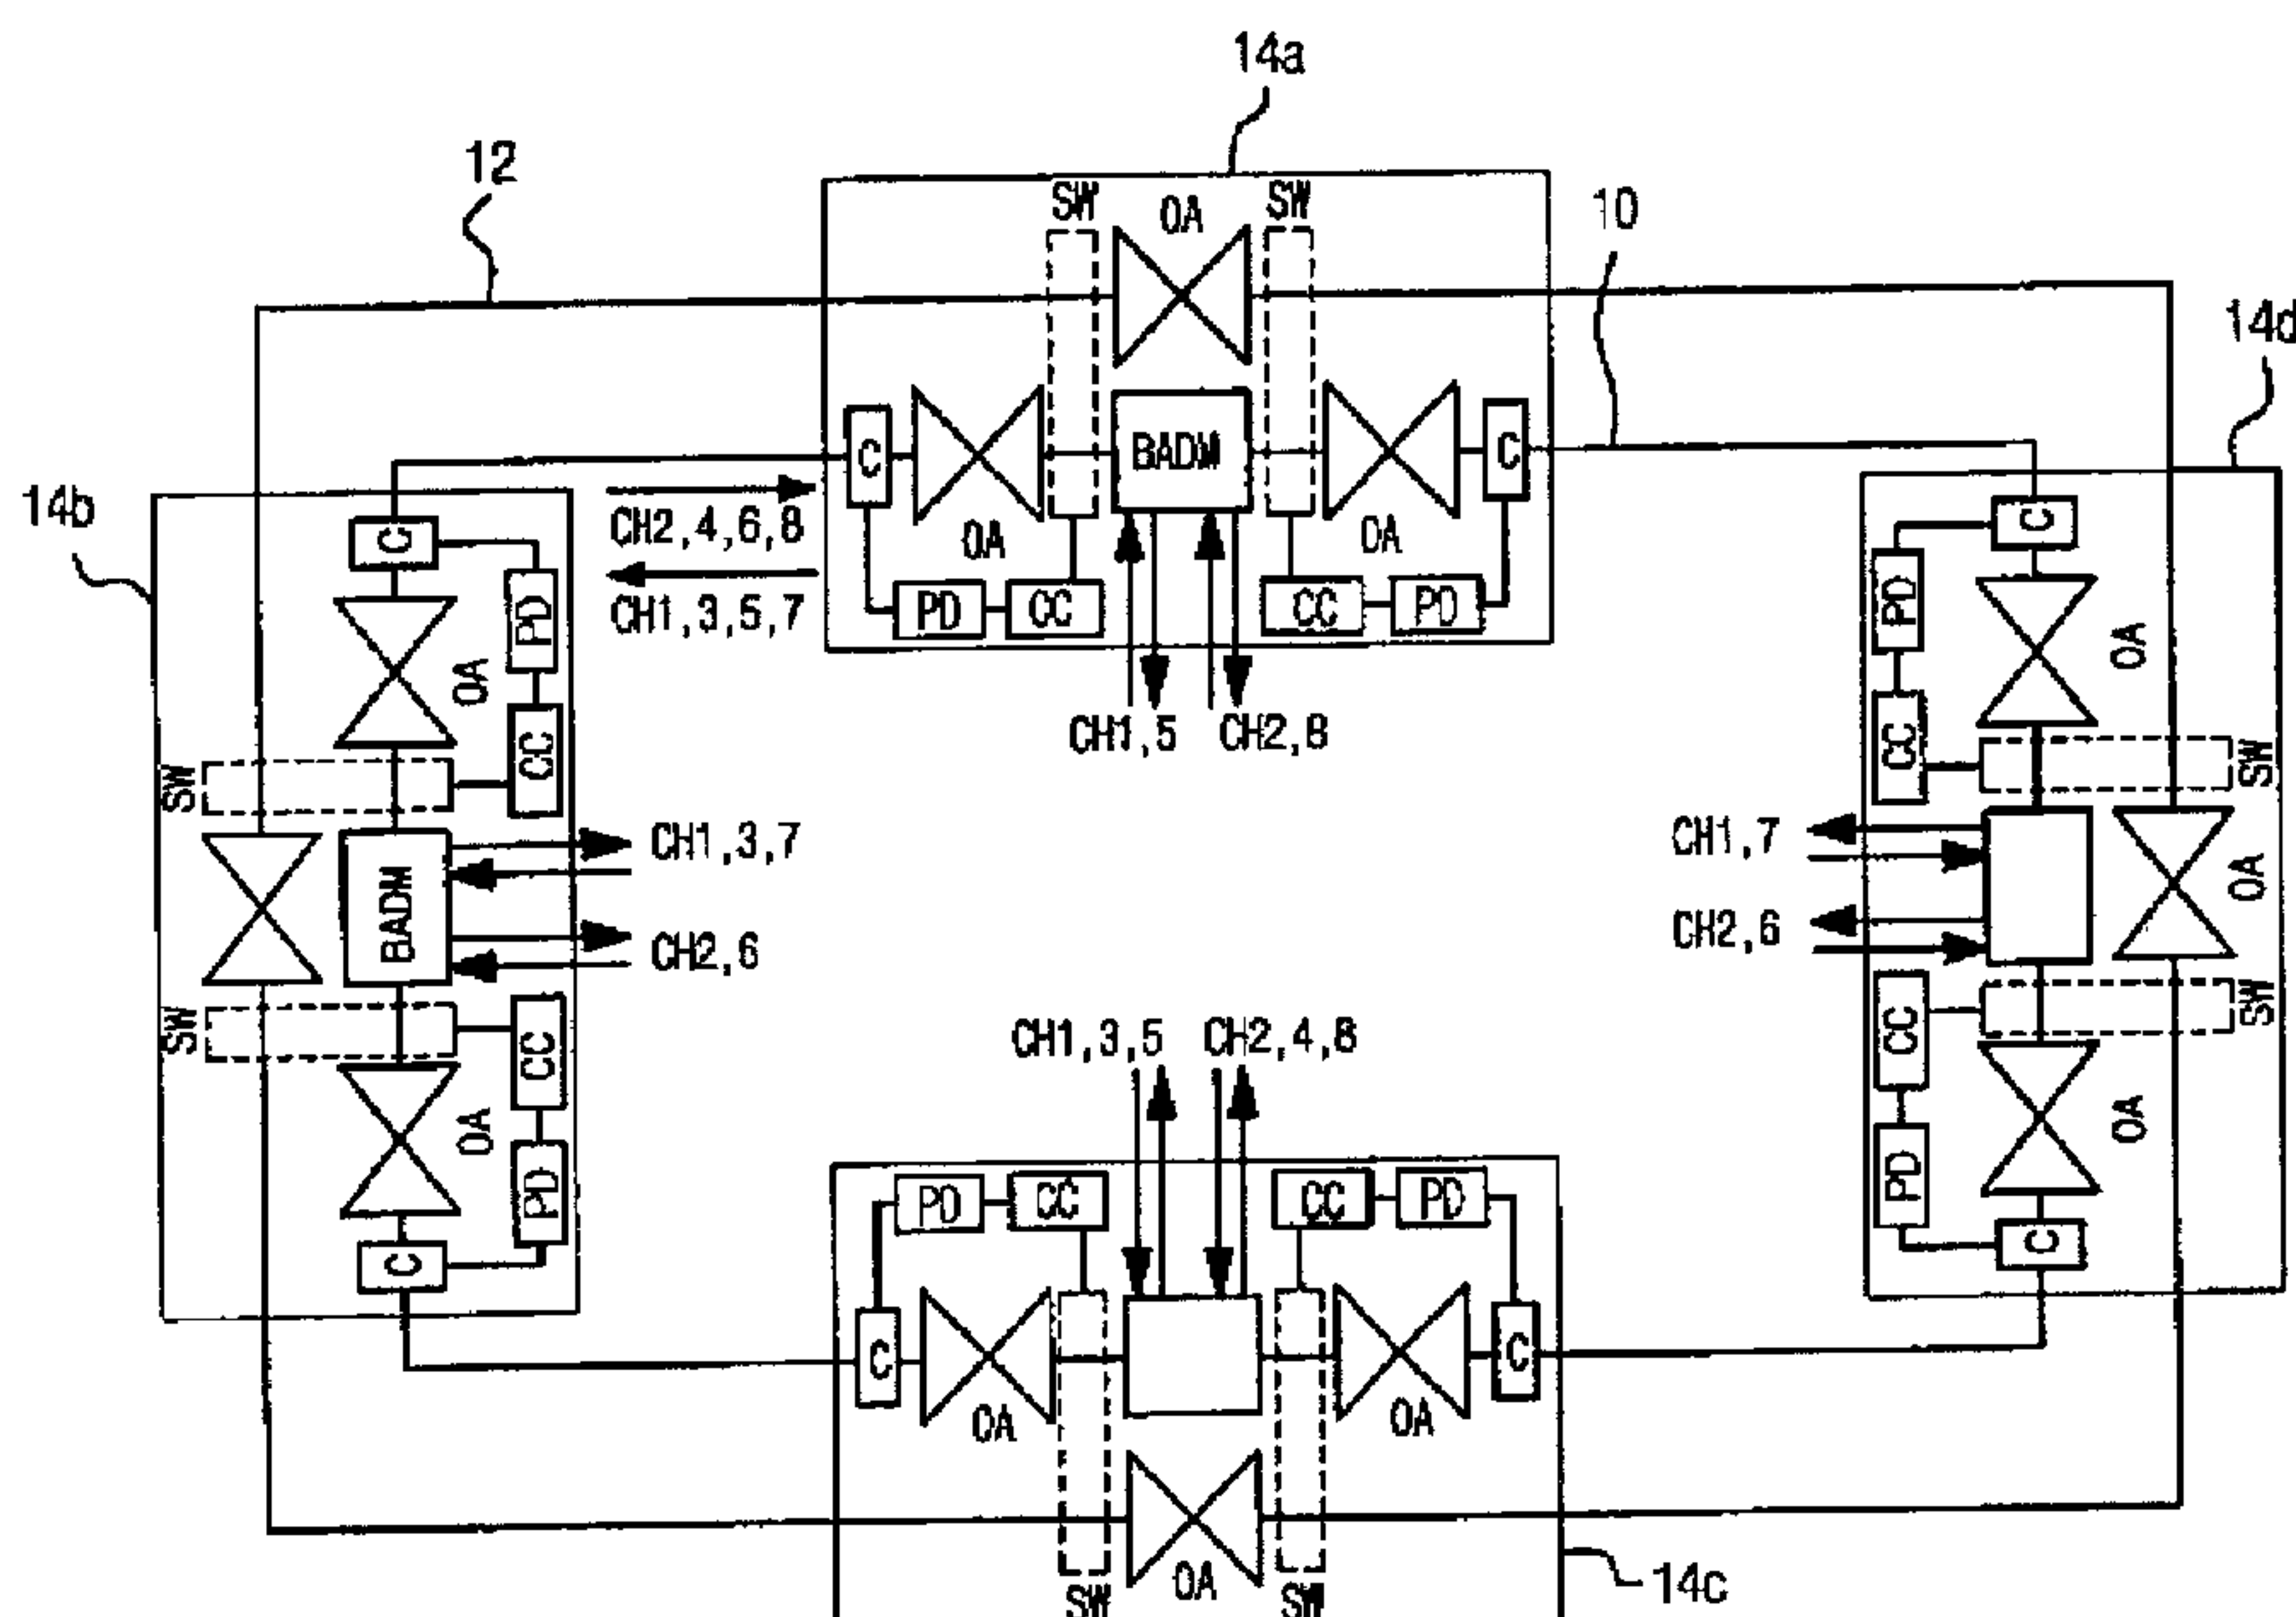 14a
12
SW
OA
SW
10
14d
14b
C
BADM
C
CH2,4,6,8
OA
OA
CH1,3,5,7
PD
CC
CC
PD
CH1,5
CH2,8
C
PD
OA
CC
SW
BADM
CH1,3,7
CH2,6
SW
CC
OA
PD
C
C
PD
OA
CC
SW
CH1,7
CH2,6
OA
SW
CC
OA
PD
C
CH1,3,5
CH2,4,8
PD
CC
CC
PD
C
C
OA
OA
OA
SW
SW
14c